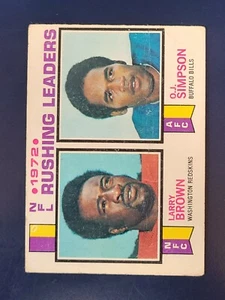 •1972•
NFL
RUSHING LEADERS
LARRY
BROWN
WASHINGTON REDSKINS
NFC
O.J.
SIMPSON
BUFFALO BILLS
AFC